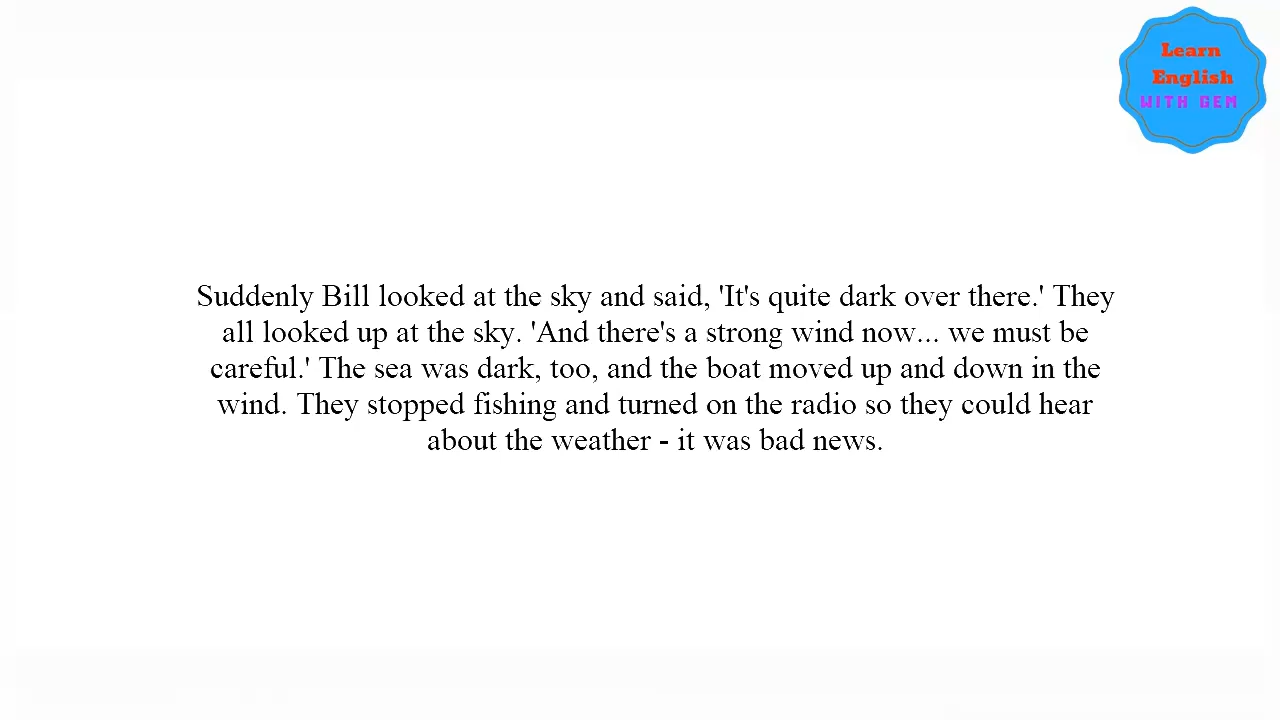 Learn
English
WITH GEM
Suddenly Bill looked at the sky and said, 'It's quite dark over there.' They
all looked up at the sky. 'And there's a strong wind now... we must be
careful.' The sea was dark, too, and the boat moved up and down in the
wind. They stopped fishing and turned on the radio so they could hear
about the weather - it was bad news.